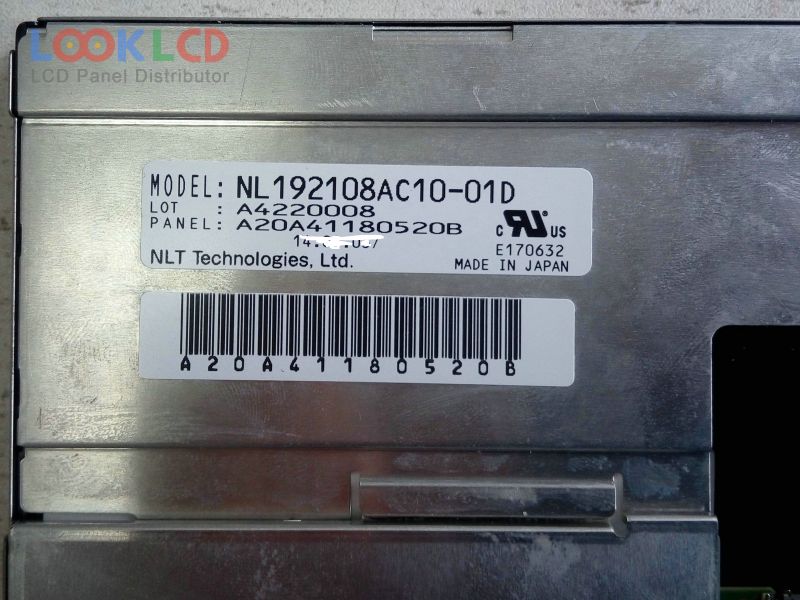 LOOKLCD
LCD Panel Distributor
MODEL: NL192108AC10-01D
LOT : A4220008
PANEL: A20A41180520B
NLT Technologies, Ltd.
c RU US
E170632
MADE IN JAPAN
A20A41180520B